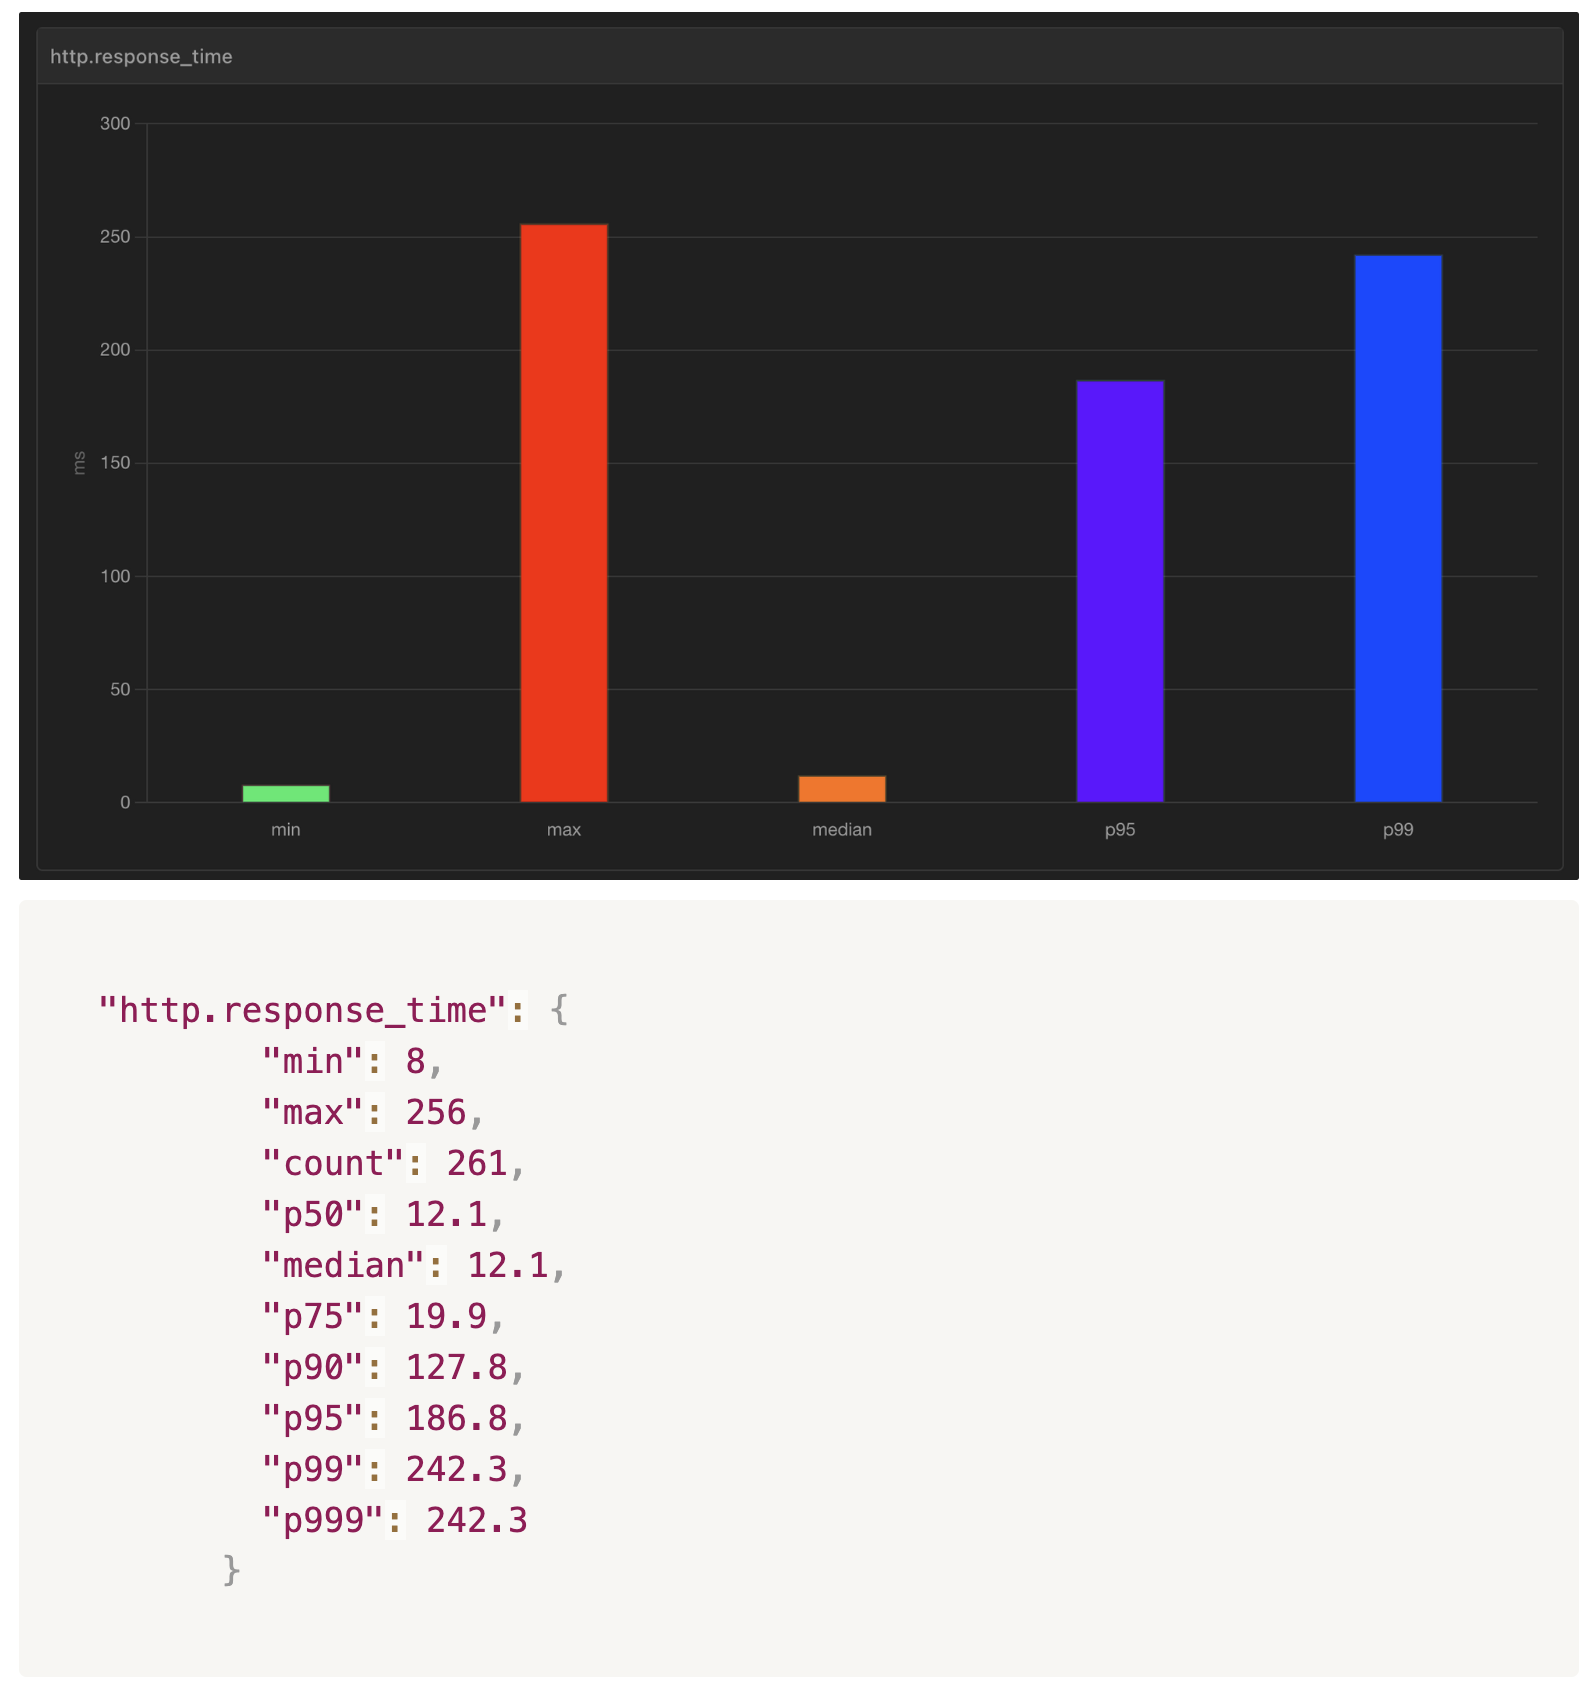 http.response_time
300
250
200
150
100
50
0
ms
min max median p95 p99
"http.response_time": {
"min": 8,
"max": 256,
"count": 261,
"p50": 12.1,
"median": 12.1,
"p75": 19.9,
"p90": 127.8,
"p95": 186.8,
"p99": 242.3,
"p999": 242.3
}